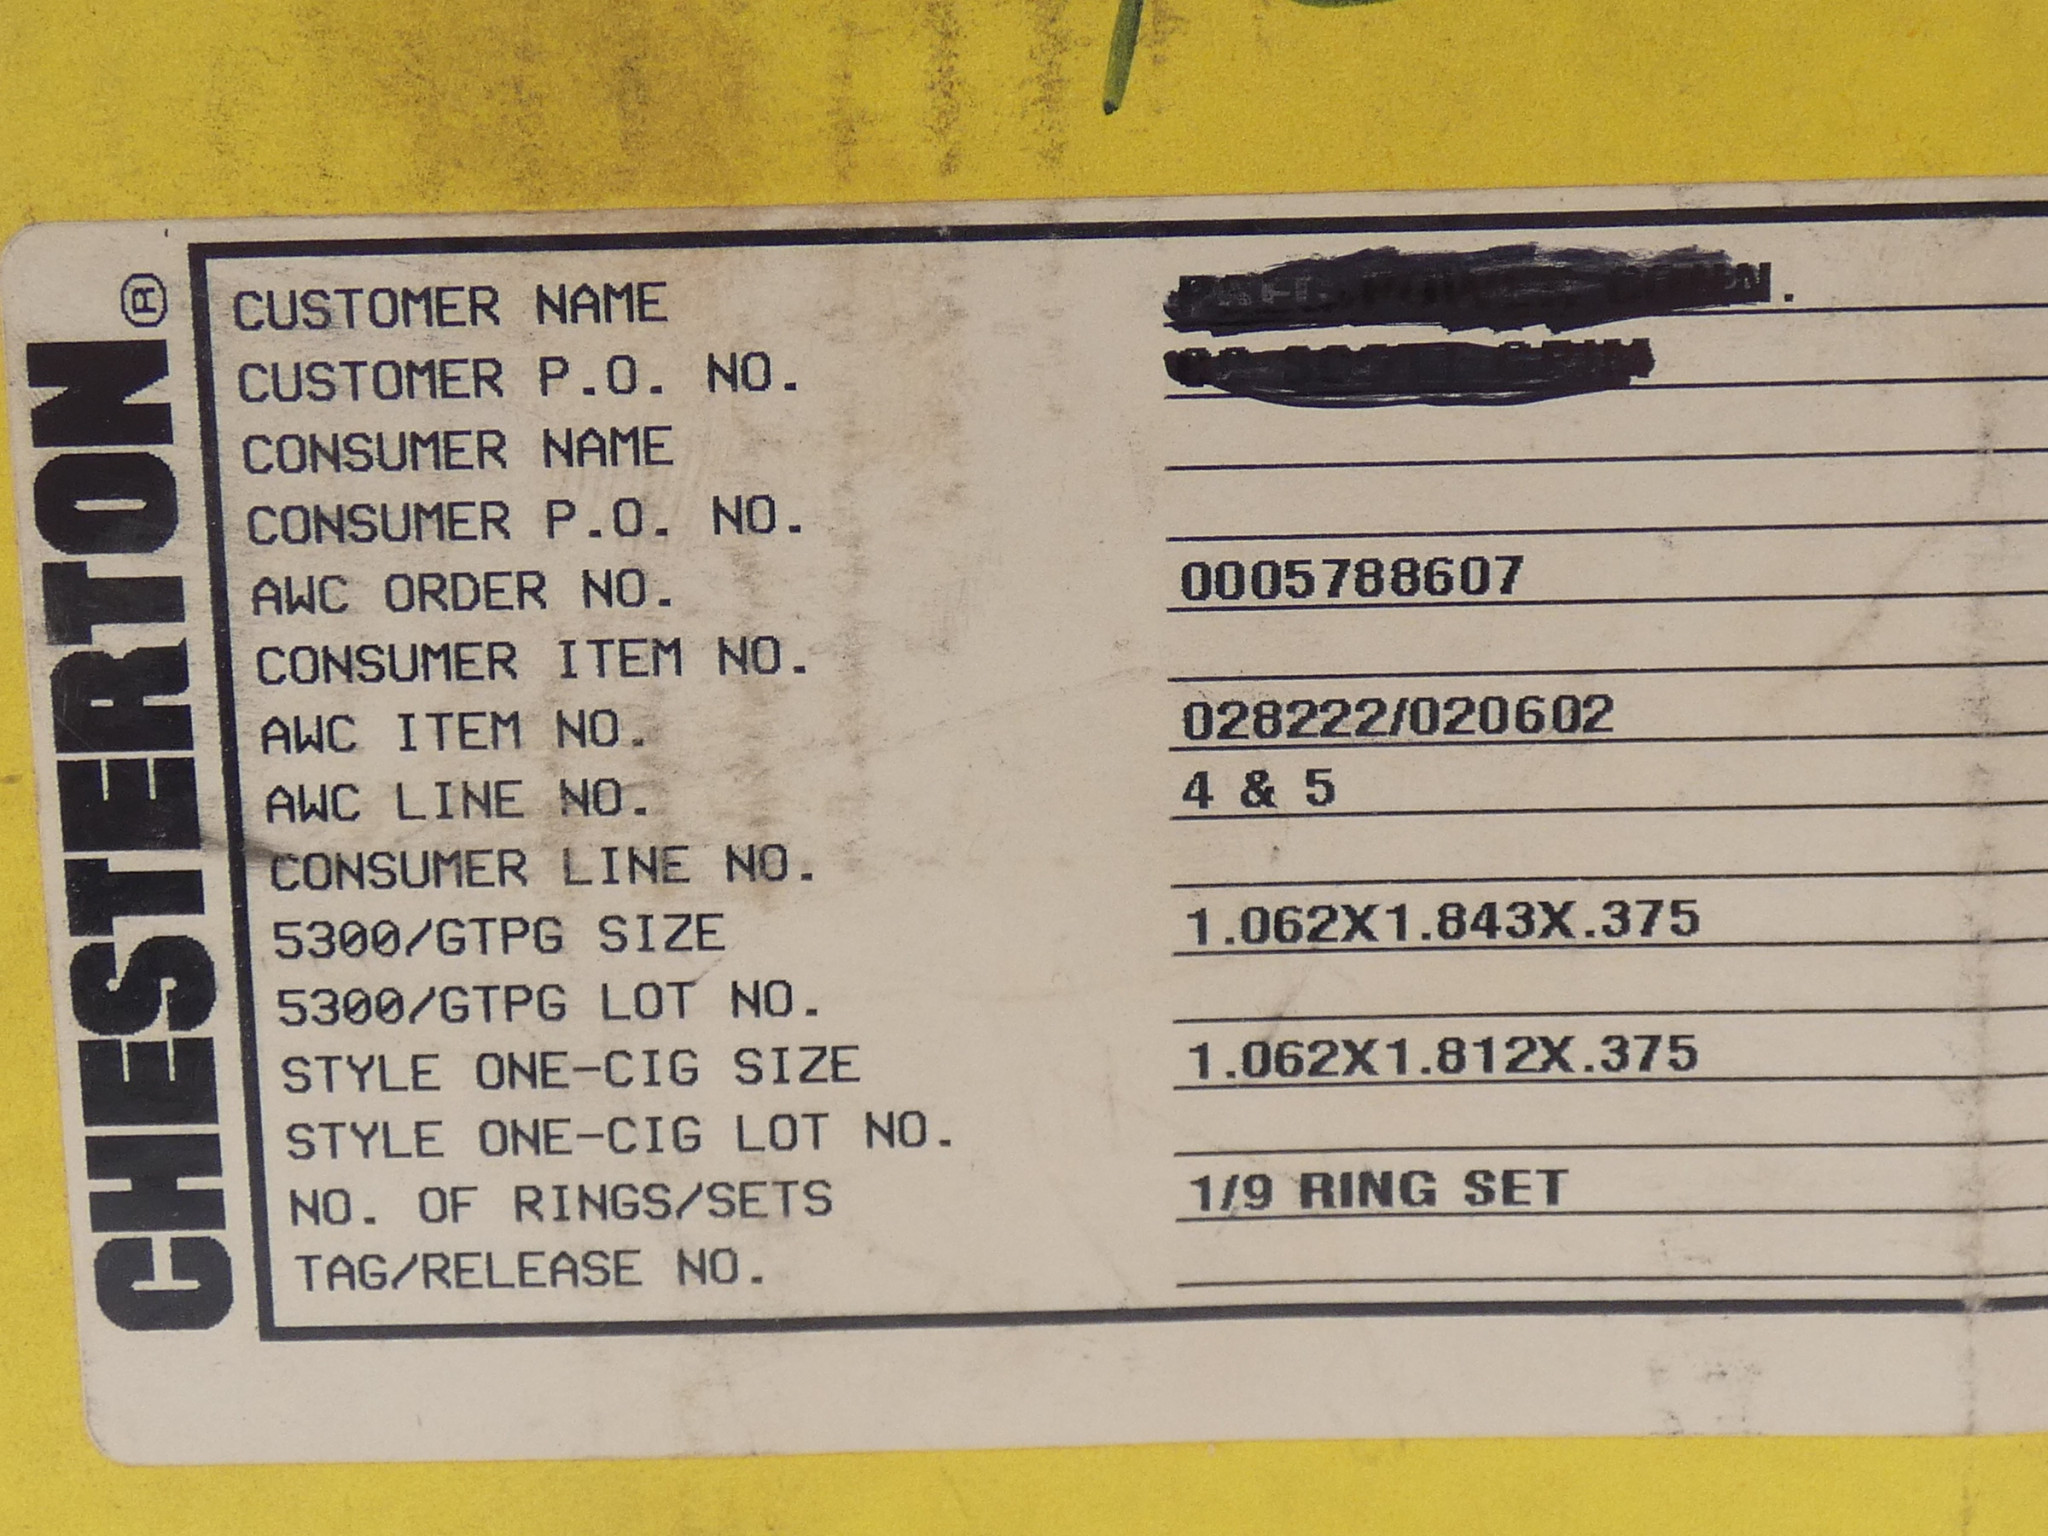 CHESTERTON®
CUSTOMER NAME
CUSTOMER P.O. NO.
CONSUMER NAME
CONSUMER P.O. NO.
AWC ORDER NO. 0005788607
CONSUMER ITEM NO.
AWC ITEM NO. 028222/020602
AWC LINE NO. 4 & 5
CONSUMER LINE NO.
5300/GTPG SIZE 1.062X1.843X.375
5300/GTPG LOT NO.
STYLE ONE-CIG SIZE 1.062X1.812X.375
STYLE ONE-CIG LOT NO.
NO. OF RINGS/SETS 1/9 RING SET
TAG/RELEASE NO.